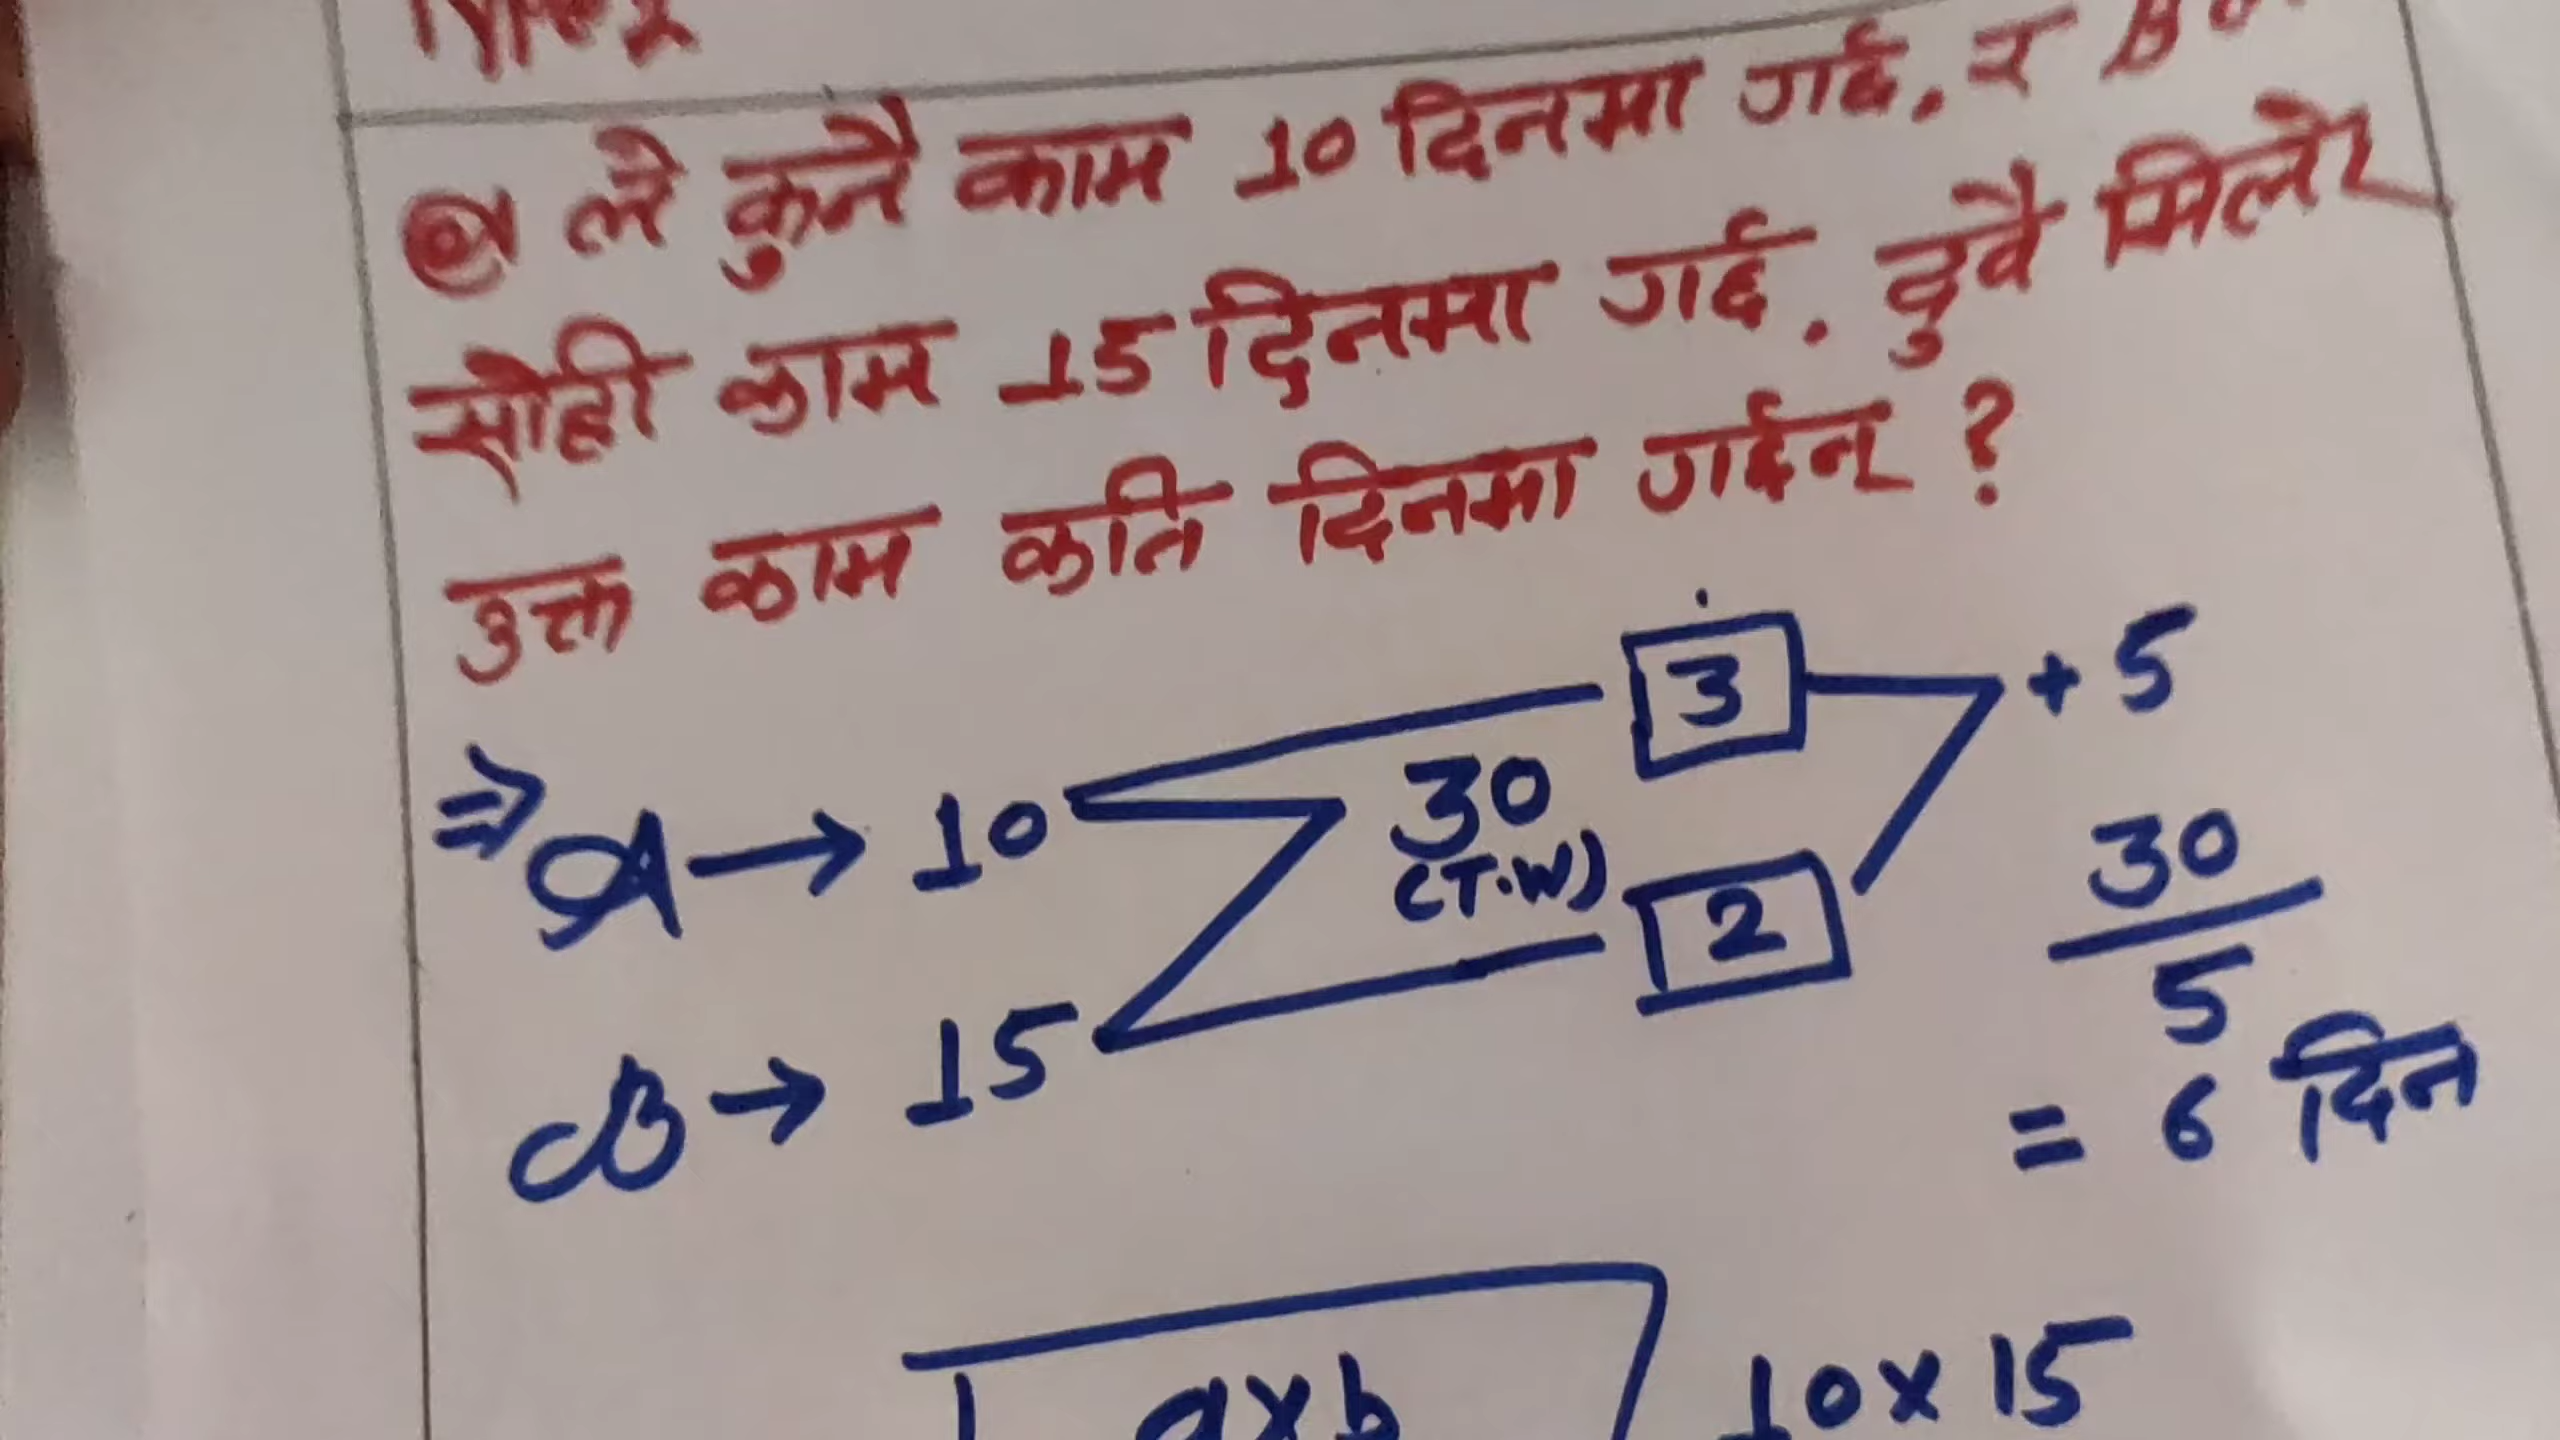 A ले कुनै काम 10 दिनमा गर्छ, र B
सोही काम 15 दिनमा गर्छ. दुवै मिलेर
उक्त काम कति दिनमा गर्छन् ?
3 + 5
⇒ A → 10 30
(T.W) 30
2 ―
B → 15 5
= 6 दिन
axb 10 x 15